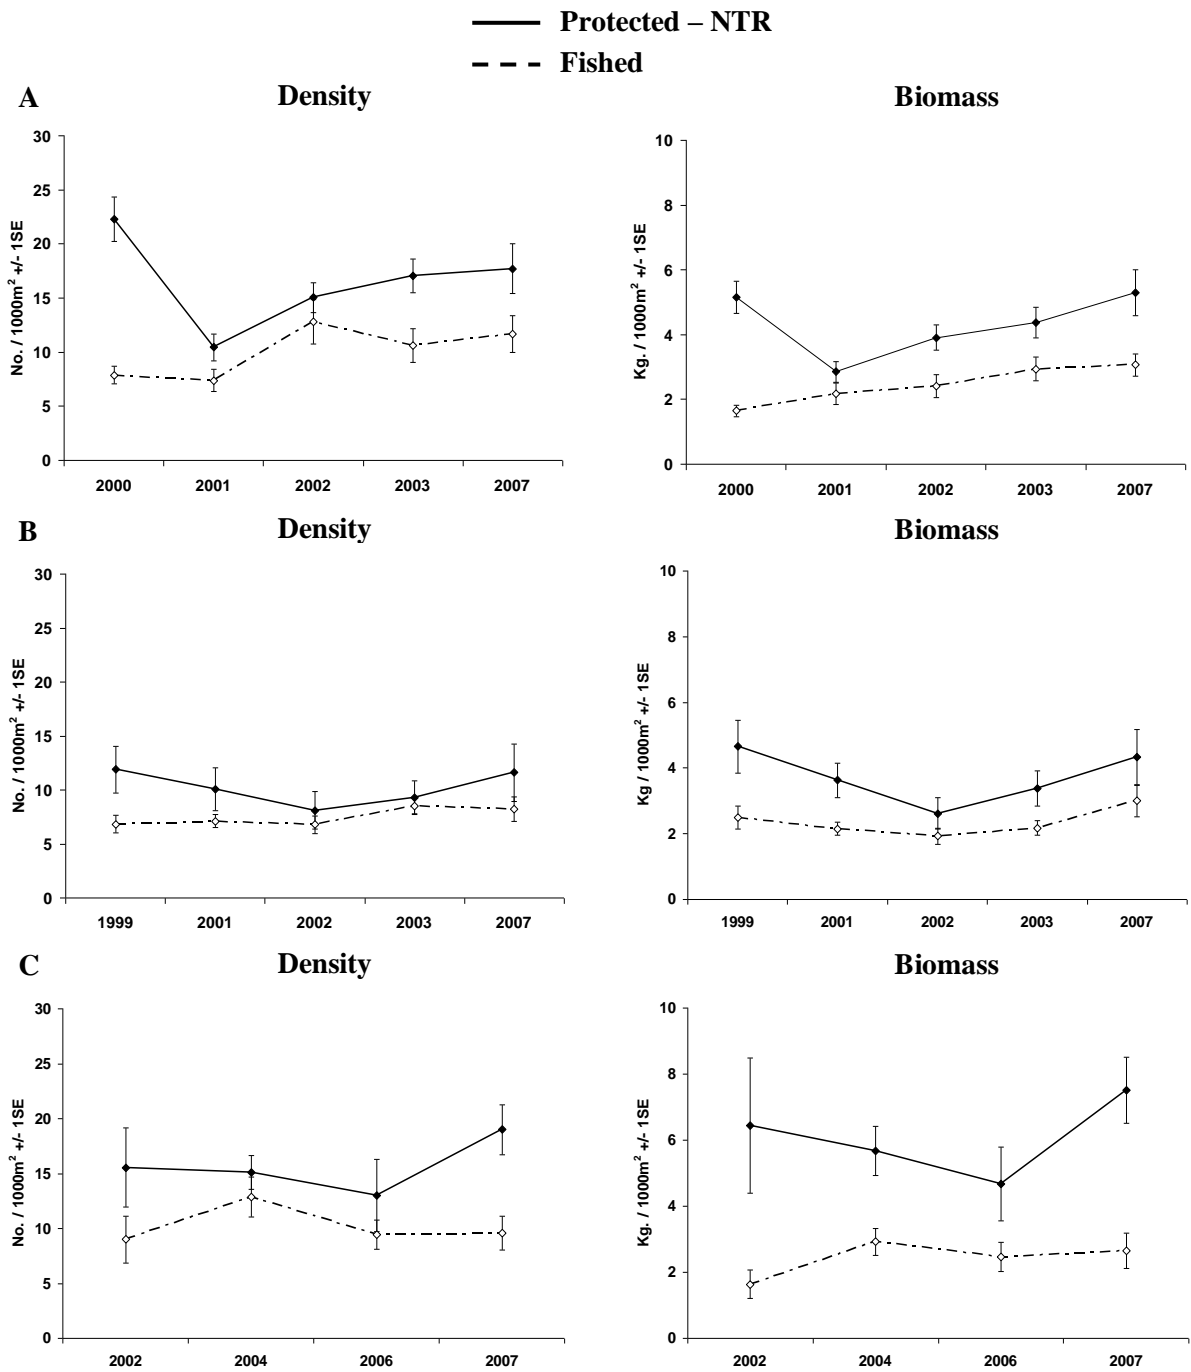 Protected – NTR
Fished
A
Density
Biomass
No. / 1000m² +/- 1SE
30
25
20
15
10
5
0
2000 2001 2002 2003 2007
Kg. / 1000m² +/- 1SE
10
8
6
4
2
0
2000 2001 2002 2003 2007
B
Density
Biomass
No. / 1000m² +/- 1SE
30
25
20
15
10
5
0
1999 2001 2002 2003 2007
Kg / 1000m² +/- 1SE
10
8
6
4
2
0
1999 2001 2002 2003 2007
C
Density
Biomass
No. / 1000m² +/- 1SE
30
25
20
15
10
5
0
2002 2004 2006 2007
Kg. / 1000m² +/- 1SE
10
8
6
4
2
0
2002 2004 2006 2007